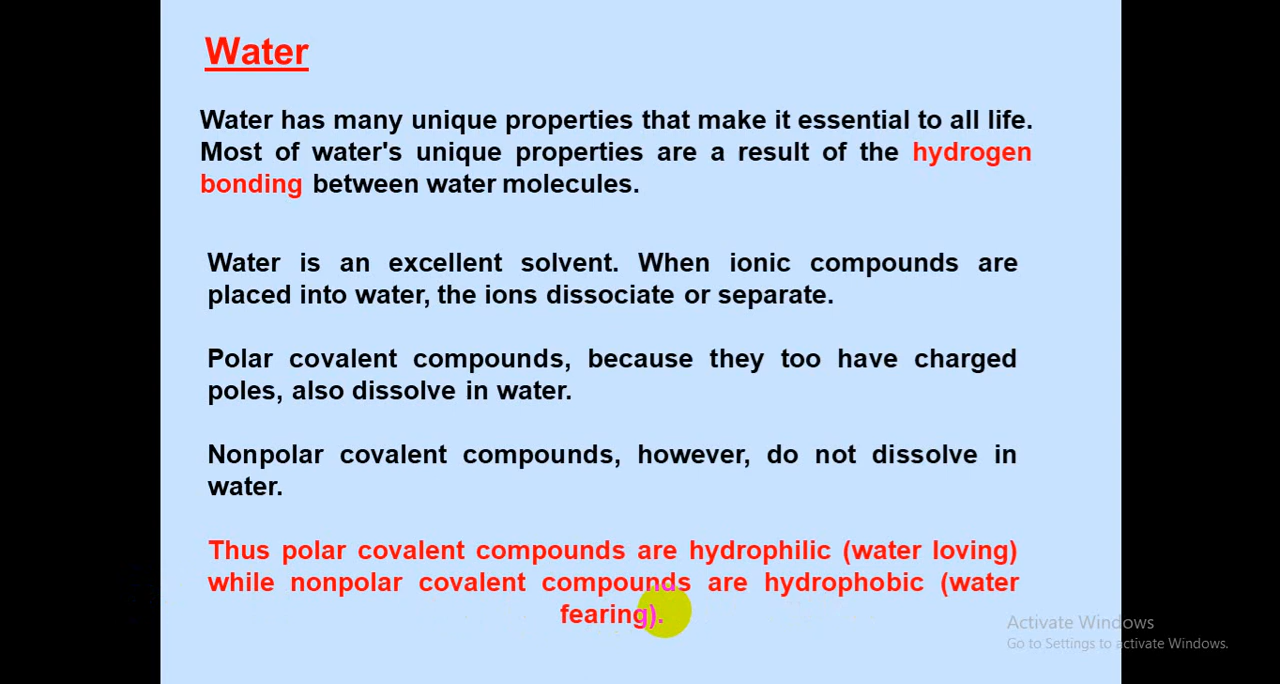 Water
Water has many unique properties that make it essential to all life.
Most of water's unique properties are a result of the hydrogen
bonding between water molecules.
Water is an excellent solvent. When ionic compounds are
placed into water, the ions dissociate or separate.
Polar covalent compounds, because they too have charged
poles, also dissolve in water.
Nonpolar covalent compounds, however, do not dissolve in
water.
Thus polar covalent compounds are hydrophilic (water loving)
while nonpolar covalent compounds are hydrophobic (water
fearing).
Activate Windows
Go to Settings to activate Windows.